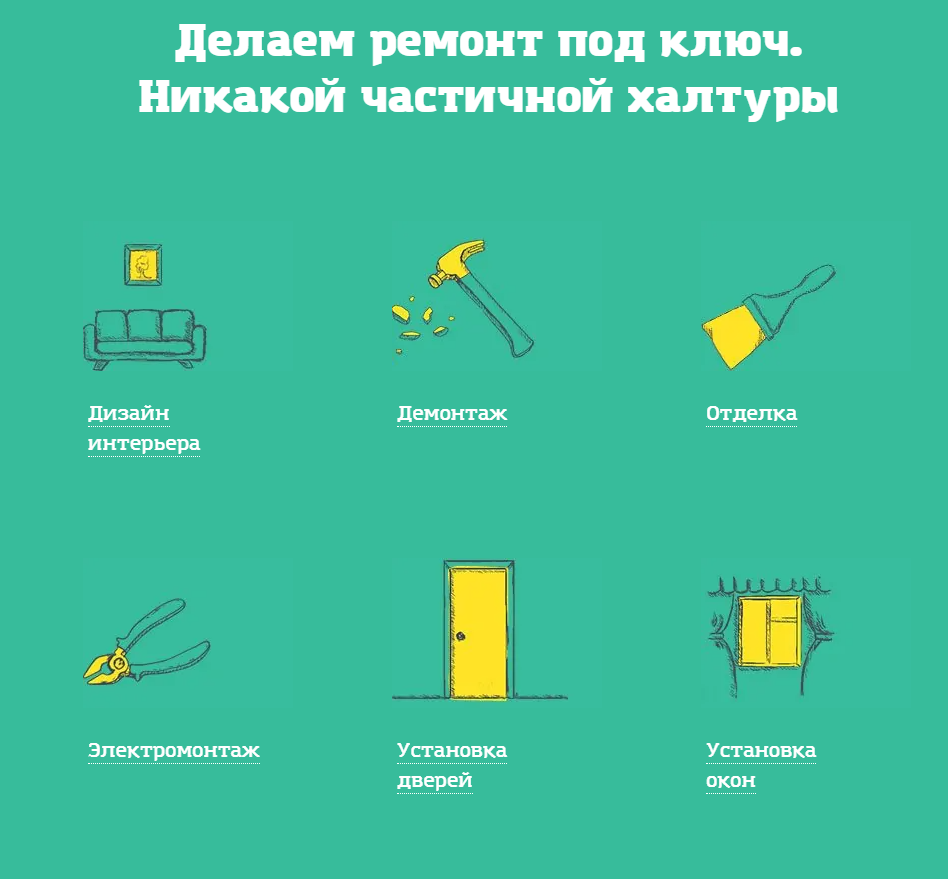 Делаем ремонт под ключ.
Никакой частичной халтуры
Дизайн
интерьера
Демонтаж
Отделка
Электромонтаж
Установка
дверей
Установка
окон